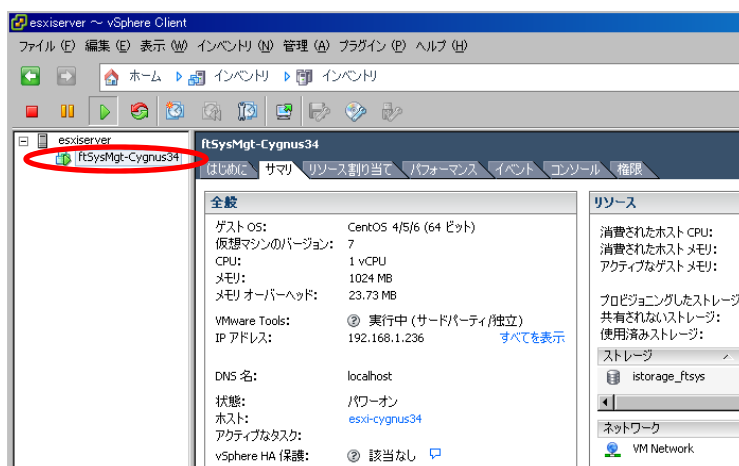 esxiserver ～ vSphere Client
ファイル (F) 編集 (E) 表示 (W) インベントリ (N) 管理 (A) プラグイン (P) ヘルプ (H)
ホーム インベントリ インベントリ
esxiserver
ftSysMgt-Cygnus34
ftSysMgt-Cygnus34
はじめに サマリ リソース割り当て パフォーマンス イベント コンソール 権限
全般
ゲスト OS: CentOS 4/5/6 (64 ビット)
仮想マシンのバージョン: 7
CPU: 1 vCPU
メモリ: 1024 MB
メモリ オーバーヘッド: 23.73 MB
VMware Tools: 実行中 (サードパーティ/独立)
IP アドレス: 192.168.1.236 すべてを表示
DNS 名: localhost
状態: パワーオン
ホスト: esxi-cygnus34
アクティブなタスク:
vSphere HA 保護: 該当なし
リソース
消費されたホスト CPU:
消費されたホスト メモリ:
アクティブなゲスト メモリ:
プロビジョニングしたストレージ
共有されないストレージ:
使用済みストレージ:
ストレージ
istorage_ftsys
ネットワーク
VM Network